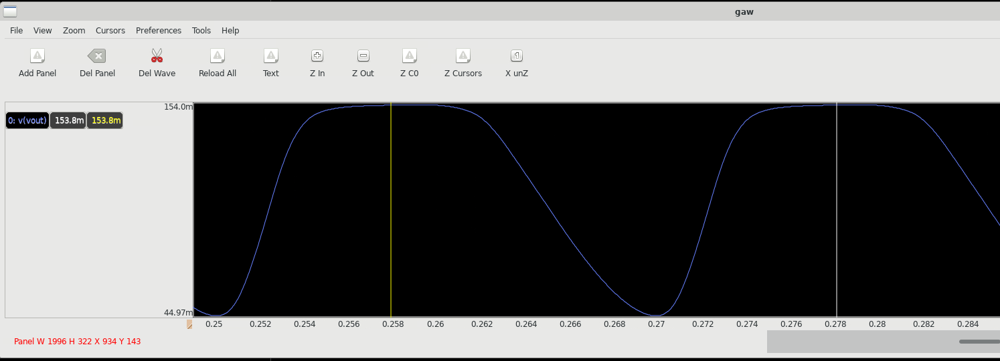 gaw
File View Zoom Cursors Preferences Tools Help
Add Panel Del Panel Del Wave Reload All Text Z In Z Out Z C0 Z Cursors X unZ
154.0m
0: v(vout) 153.8m 153.8m
44.97m
0.25 0.252 0.254 0.256 0.258 0.26 0.262 0.264 0.266 0.268 0.27 0.272 0.274 0.276 0.278 0.28 0.282 0.284
Panel W 1996 H 322 X 934 Y 143